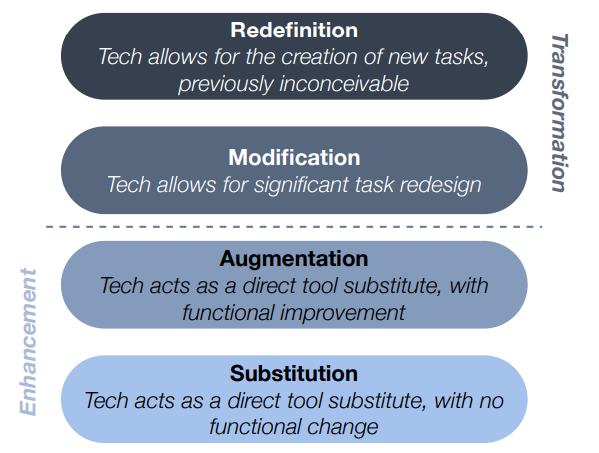 Redefinition
Tech allows for the creation of new tasks,
previously inconceivable
Transformation
Modification
Tech allows for significant task redesign
Augmentation
Tech acts as a direct tool substitute, with
functional improvement
Enhancement
Substitution
Tech acts as a direct tool substitute, with no
functional change